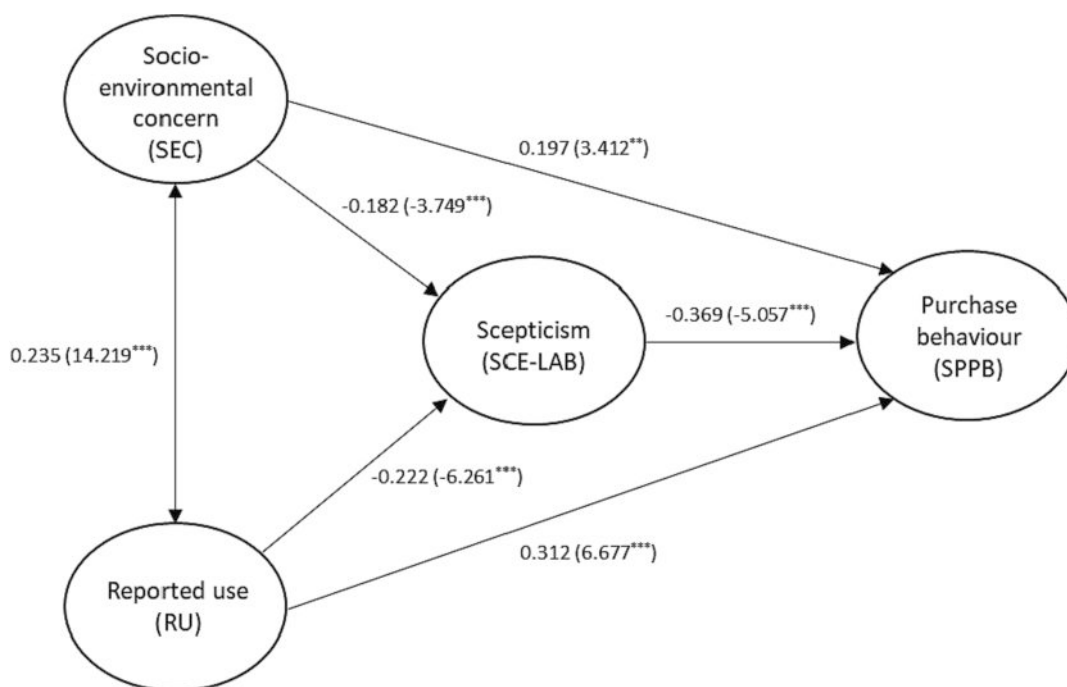 Socio-
environmental
concern
(SEC)
0.197 (3.412**)
-0.182 (-3.749***)
Scepticism
(SCE-LAB)
-0.369 (-5.057***)
Purchase
behaviour
(SPPB)
0.235 (14.219***)
-0.222 (-6.261***)
0.312 (6.677***)
Reported use
(RU)